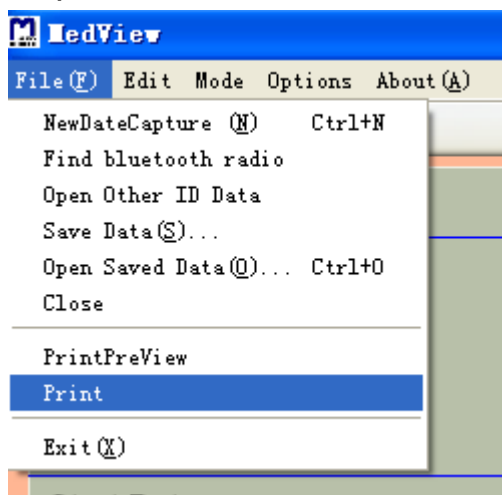 MedView
File(F) Edit Mode Options About(A)
NewDateCapture (N) Ctrl+N
Find bluetooth radio
Open Other ID Data
Save Data(S)...
Open Saved Data(O)... Ctrl+O
Close
PrintPreView
Print
Exit(X)